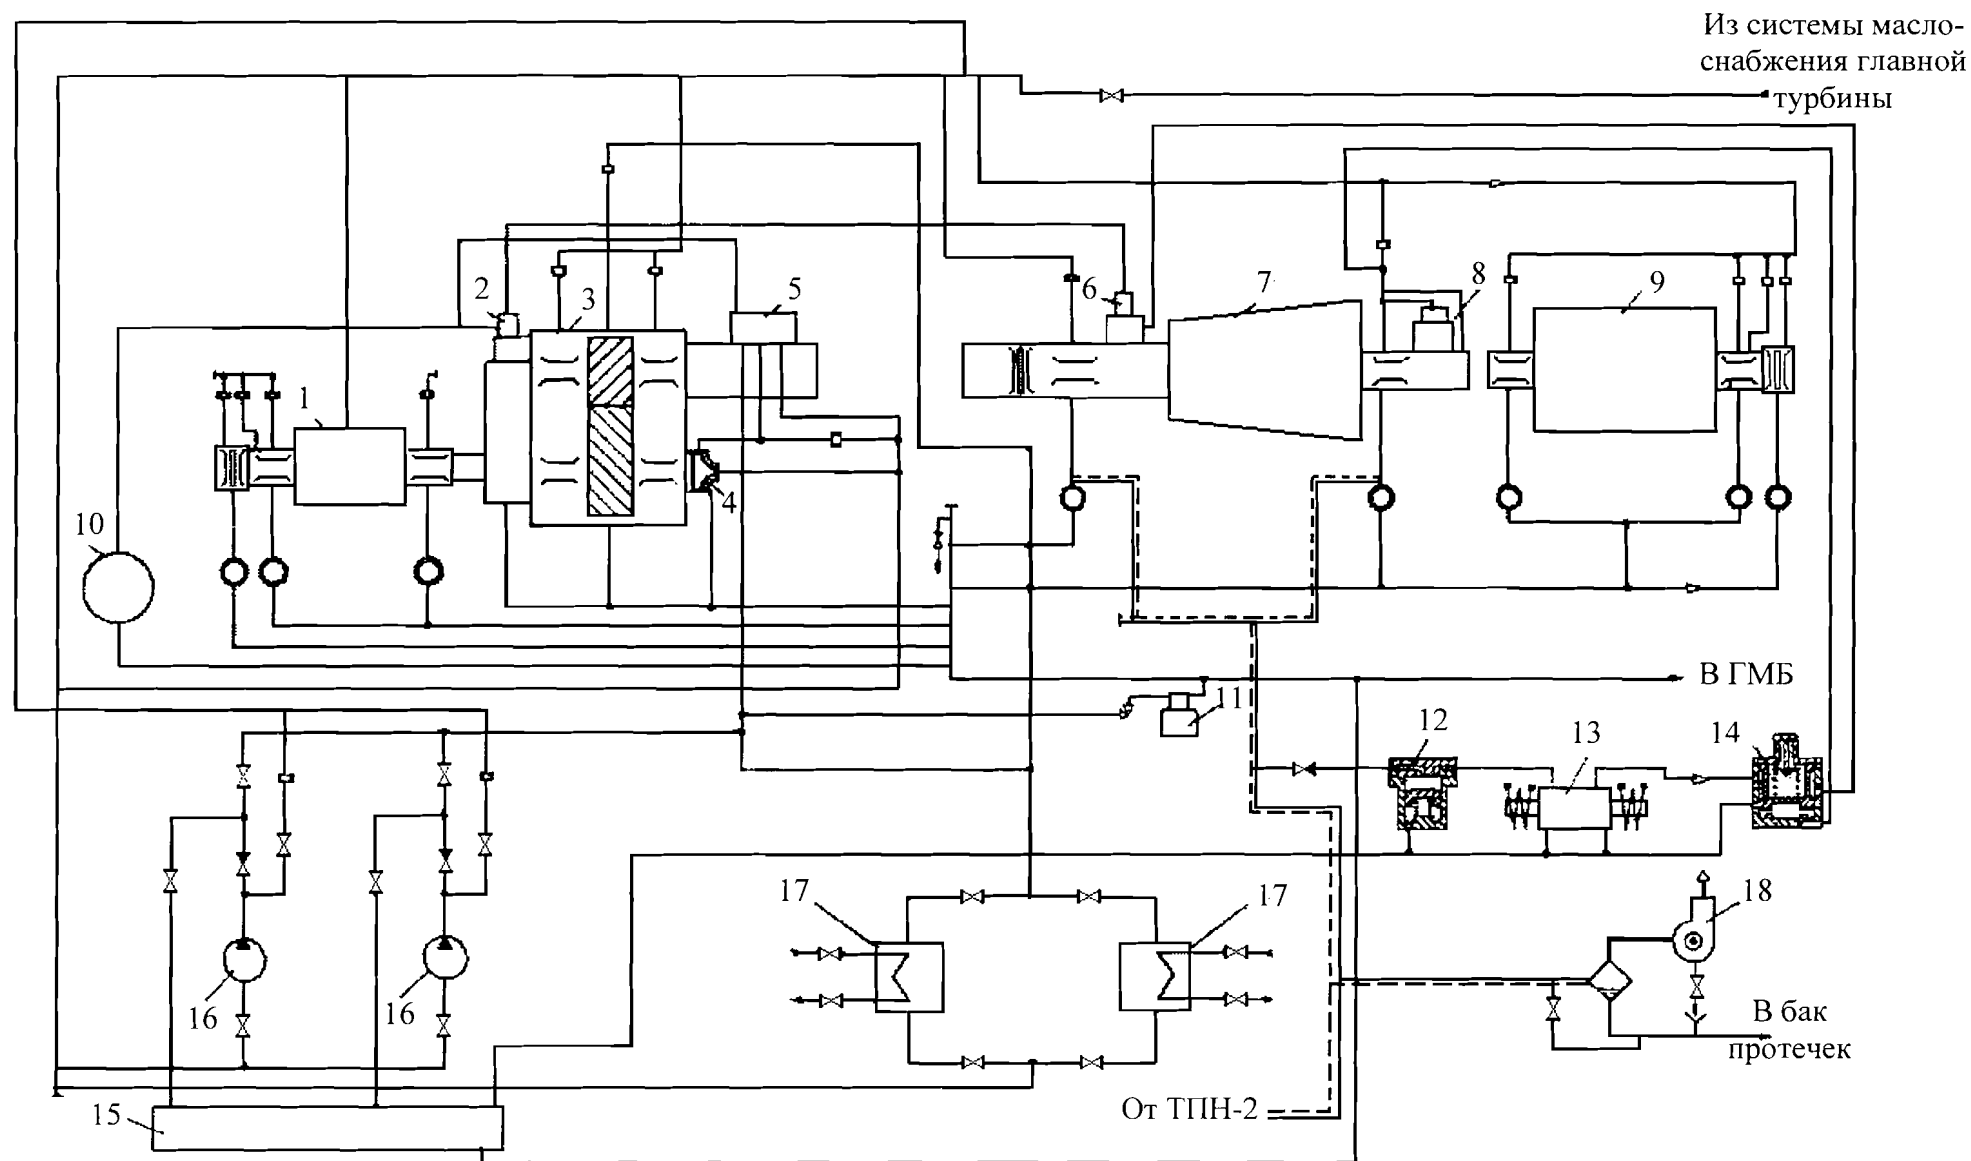 Из системы масло-
снабжения главной
турбины
1
2
3
4
5
6
7
8
9
10
11
В ГМБ
12
13
14
15
16
16
17
17
18
В бак
протечек
От ТПН-2